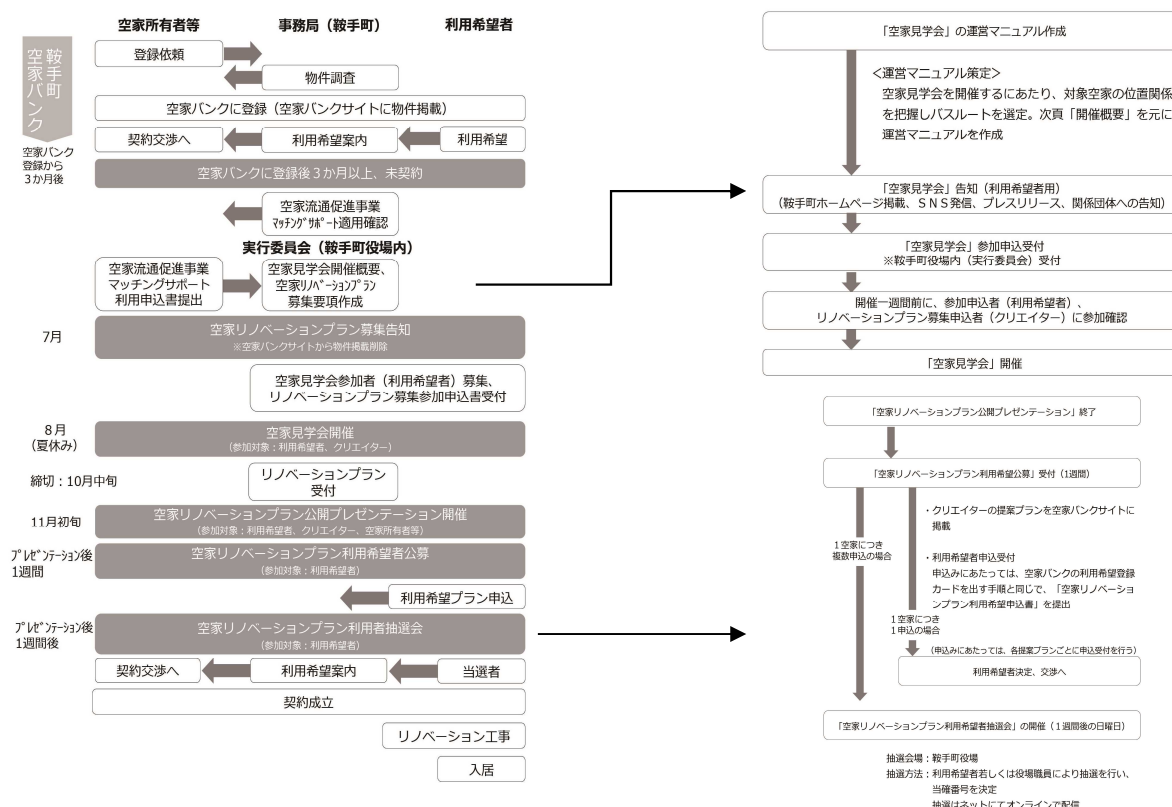 空家所有者等
事務局（鞍手町）
利用希望者
鞍手町
空家バンク
登録依頼
物件調査
空家バンクに登録（空家バンクサイトに物件掲載）
契約交渉へ
利用希望案内
利用希望
空家バンク
登録から
３か月後
空家バンクに登録後３か月以上、未契約
空家流通促進事業
ﾏｯﾁﾝｸﾞｻﾎﾟｰﾄ適用確認
実行委員会（鞍手町役場内）
空家流通促進事業
マッチングサポート
利用申込書提出
空家見学会開催概要、
空家ﾘﾉﾍﾞｰｼｮﾝﾌﾟﾗﾝ
募集要項作成
7月
空家リノベーションプラン募集告知
※空家バンクサイトから物件掲載削除
空家見学会参加者（利用希望者）募集、
リノベーションプラン募集参加申込書受付
８月
（夏休み）
空家見学会開催
（参加対象：利用希望者、クリエイター）
締切：10月中旬
リノベーションプラン
受付
11月初旬
空家リノベーションプラン公開プレゼンテーション開催
（参加対象：利用希望者、クリエイター、空家所有者等）
ﾌﾟﾚｾﾞﾝﾃｰｼｮﾝ後
1週間
空家リノベーションプラン利用希望者公募
（参加対象：利用希望者）
利用希望プラン申込
ﾌﾟﾚｾﾞﾝﾃｰｼｮﾝ後
1週間後
空家リノベーションプラン利用者抽選会
（参加対象：利用希望者）
契約交渉へ
利用希望案内
当選者
契約成立
リノベーション工事
入居
「空家見学会」の運営マニュアル作成
＜運営マニュアル策定＞
空家見学会を開催するにあたり、対象空家の位置関係
を把握しバスルートを選定。次頁「開催概要」を元に
運営マニュアルを作成
「空家見学会」告知（利用希望者用）
（鞍手町ホームページ掲載、ＳＮＳ発信、プレスリリース、関係団体への告知）
「空家見学会」参加申込受付
※鞍手町役場内（実行委員会）受付
開催一週間前に、参加申込者（利用希望者）、
リノベーションプラン募集申込者（クリエイター）に参加確認
「空家見学会」開催
「空家リノベーションプラン公開プレゼンテーション」終了
「空家リノベーションプラン利用希望公募」受付（1週間）
・クリエイターの提案プランを空家バンクサイトに
掲載
１空家につき
複数申込の場合
・利用希望者申込受付
申込みにあたっては、空家バンクの利用希望登録
カードを出す手順と同じで、「空家リノベーショ
ンプラン利用希望申込書」を提出
１空家につき
１申込の場合
（申込みにあたっては、各提案プランごとに申込受付を行う）
利用希望者決定、交渉へ
「空家リノベーションプラン利用希望者抽選会」の開催（１週間後の日曜日）
抽選会場：鞍手町役場
抽選方法：利用希望者若しくは役場職員により抽選を行い、
当確番号を決定
抽選はネットにてオンラインで配信